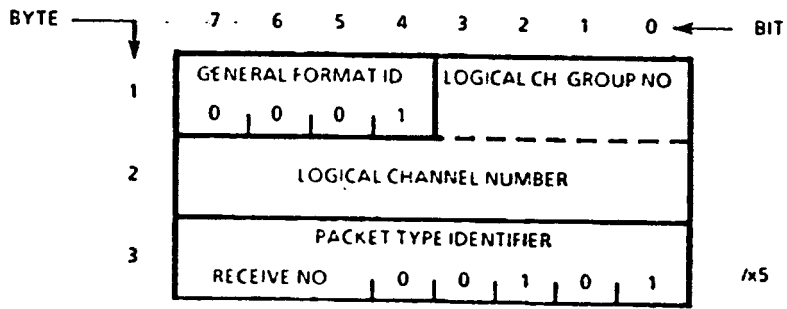 BYTE 7 6 5 4 3 2 1 0 BIT
GENERAL FORMAT ID LOGICAL CH GROUP NO
1
0 0 0 1
2 LOGICAL CHANNEL NUMBER
PACKET TYPE IDENTIFIER
3
RECEIVE NO 0 0 1 0 1 /x5